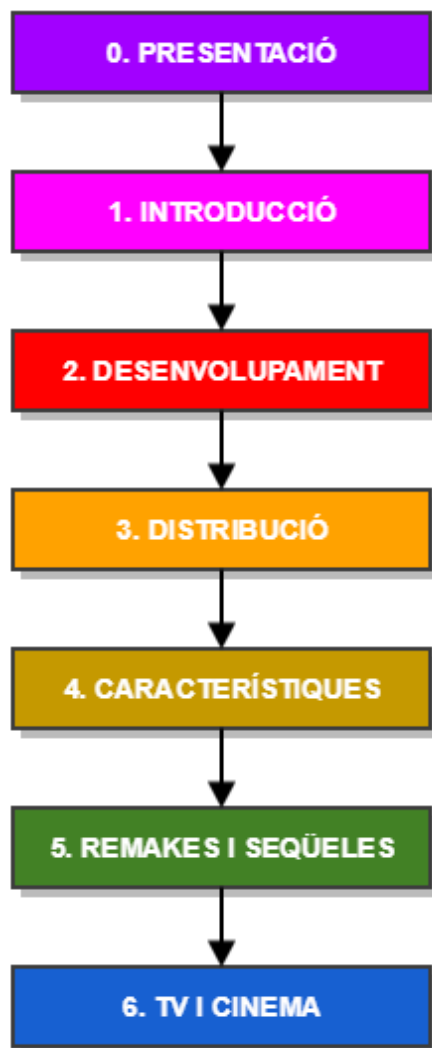 0. PRESENTACIÓ
1. INTRODUCCIÓ
2. DESENVOLUPAMENT
3. DISTRIBUCIÓ
4. CARACTERÍSTIQUES
5. REMAKES I SEQÜELES
6. TV I CINEMA